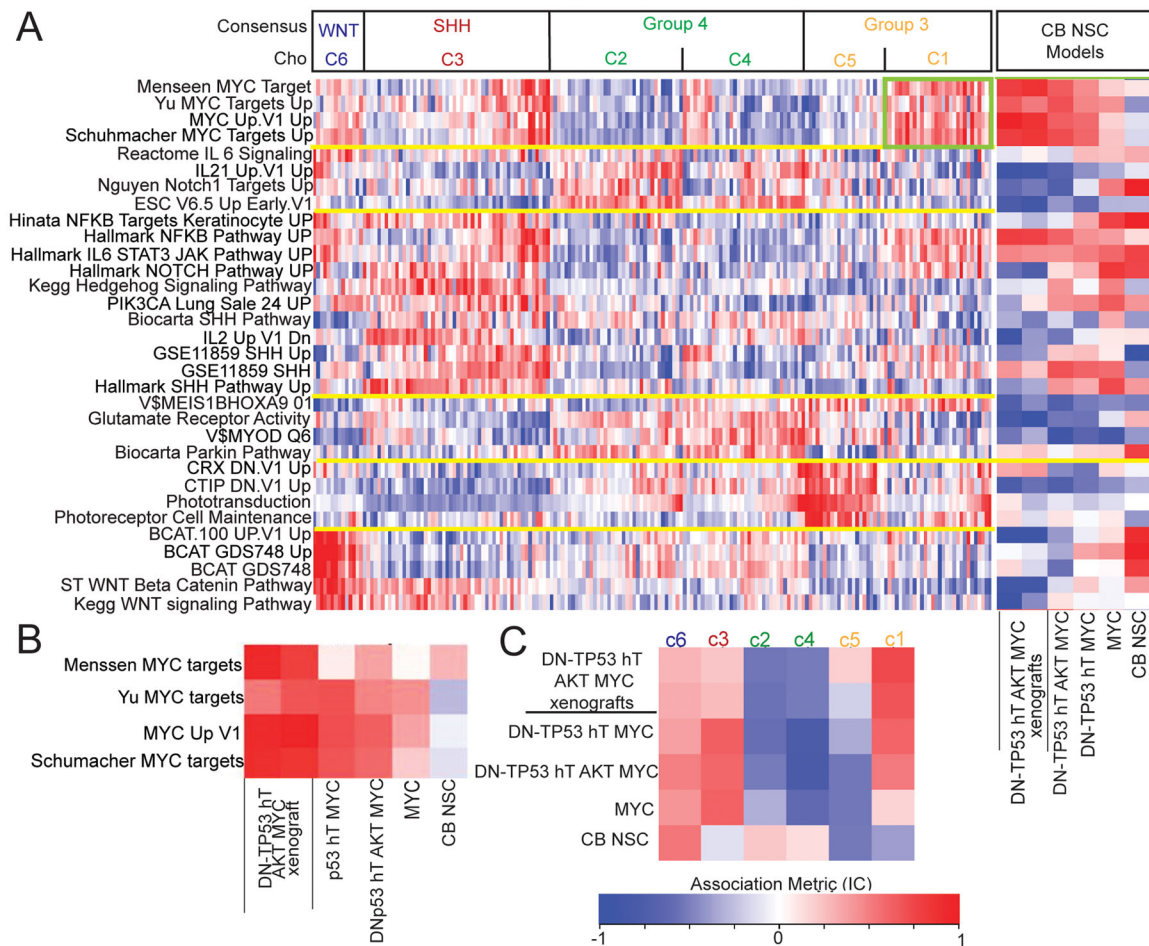 A
Consensus WNT SHH Group 4 Group 3 CB NSC
Cho C6 C3 C2 C4 C5 C1 Models
Menseen MYC Target
Yu MYC Targets Up
MYC Up.V1 Up
Schuhmacher MYC Targets Up
Reactome IL 6 Signaling
IL21 Up.V1 Up
Nguyen Notch1 Targets Up
ESC V6.5 Up Early.V1
Hinata NFKB Targets Keratinocyte UP
Hallmark NFKB Pathway UP
Hallmark IL6 STAT3 JAK Pathway UP
Hallmark NOTCH Pathway UP
Kegg Hedgehog Signaling Pathway
PIK3CA Lung Sale 24 UP
Biocarta SHH Pathway
IL2 Up V1 Dn
GSE11859 SHH Up
GSE11859 SHH
Hallmark SHH Pathway Up
V$MEIS1BHOXA9 01
Glutamate Receptor Activity
V$MYOD Q6
Biocarta Parkin Pathway
CRX DN.V1 Up
CTIP DN.V1 Up
Phototransduction
Photoreceptor Cell Maintenance
BCAT.100 UP.V1 Up
BCAT GDS748 Up
BCAT GDS748
ST WNT Beta Catenin Pathway
Kegg WNT signaling Pathway
DN-TP53 hT AKT MYC
xenografts
DN-TP53 hT AKT MYC
DN-TP53 hT MYC
MYC
CB NSC
B
Menssen MYC targets
Yu MYC targets
MYC Up V1
Schumacher MYC targets
DN-TP53 hT
AKT MYC
xenograft
p53 hT MYC
DNp53 hT AKT MYC
MYC
CB NSC
C
c6 c3 c2 c4 c5 c1
DN-TP53 hT
AKT MYC
xenografts
DN-TP53 hT MYC
DN-TP53 hT AKT MYC
MYC
CB NSC
Association Metric (IC)
-1 0 1